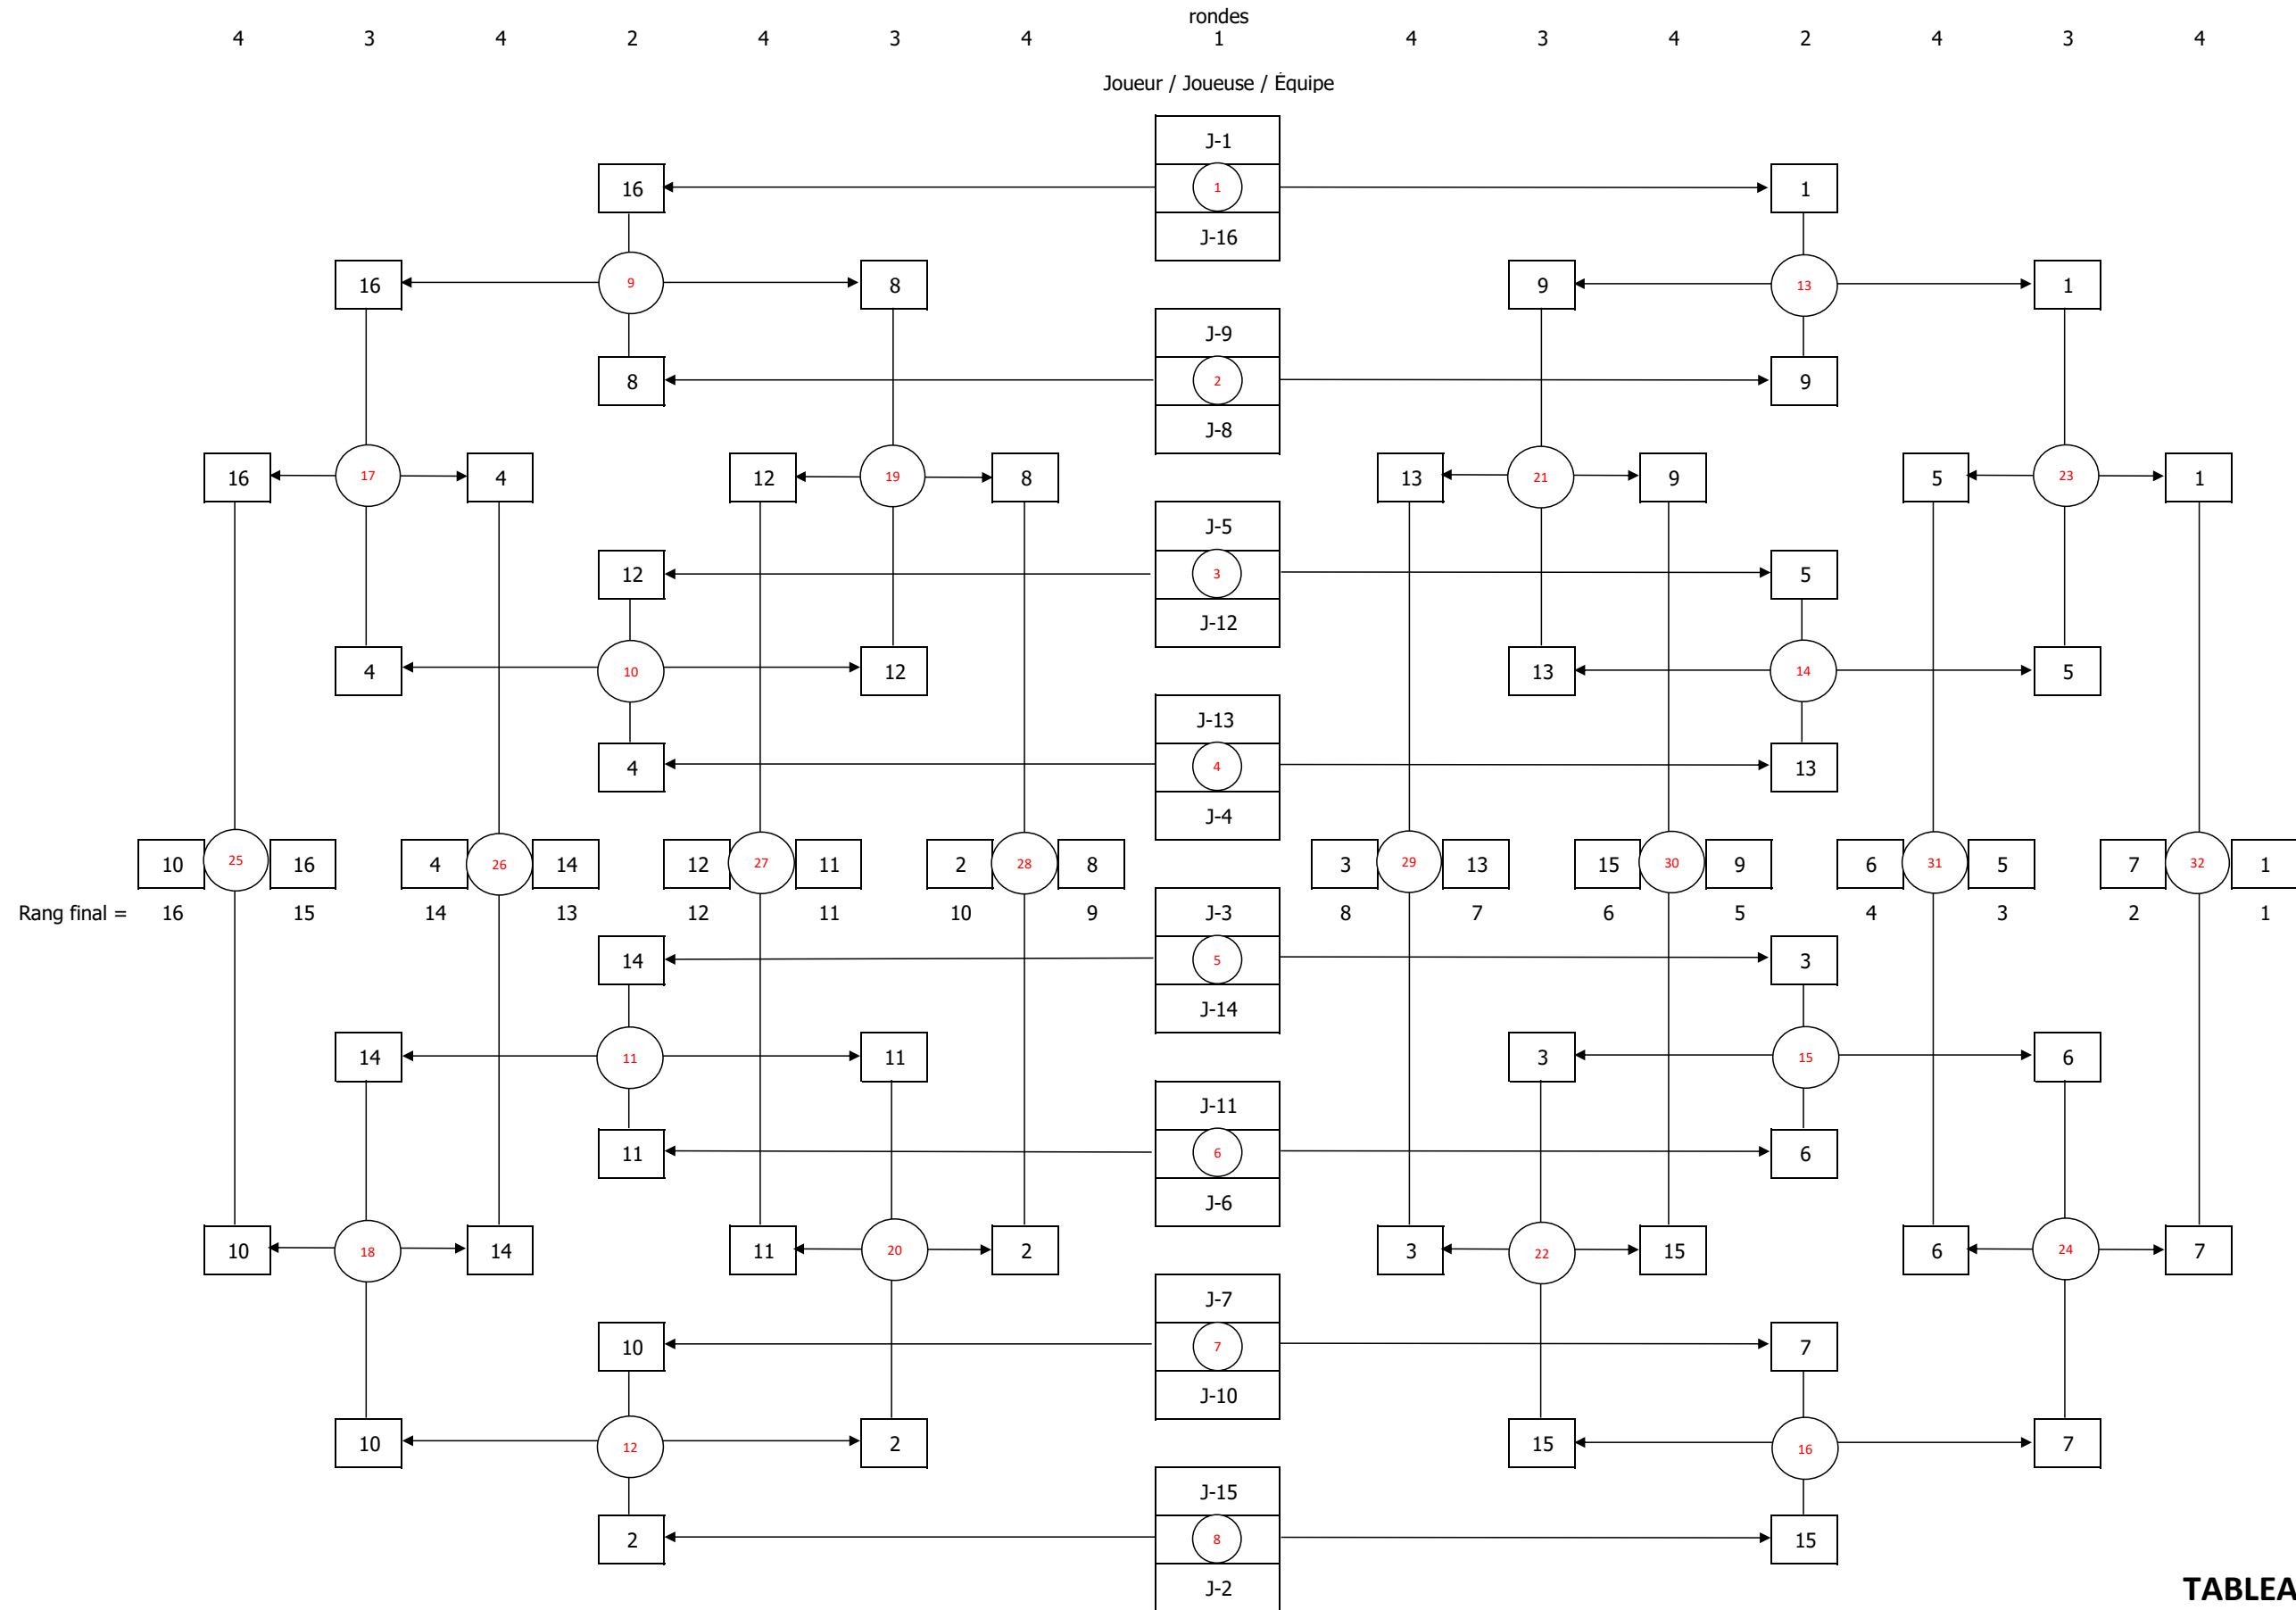 rondes
4 3 4 2 4 3 4 1 4 3 4 2 4 3 4
Joueur / Joueuse / Équipe
J-1
16 1 1
J-16
16 9 8 9 13 1
J-9
8 2 9
J-8
16 17 4 12 19 8 13 21 9 5 23 1
J-5
12 3 5
J-12
4 10 12 13 14 5
J-13
4 4 13
J-4
10 25 16 4 26 14 12 27 11 2 28 8 3 29 13 15 30 9 6 31 5 7 32 1
Rang final = 16 15 14 13 12 11 10 9 J-3 8 7 6 5 4 3 2 1
14 5 3
J-14
14 11 11 3 15 6
J-11
11 6 6
J-6
10 18 14 11 20 2 3 22 15 6 24 7
J-7
10 7 7
J-10
10 12 2 15 16 7
J-15
2 8 15
J-2
TABLEA